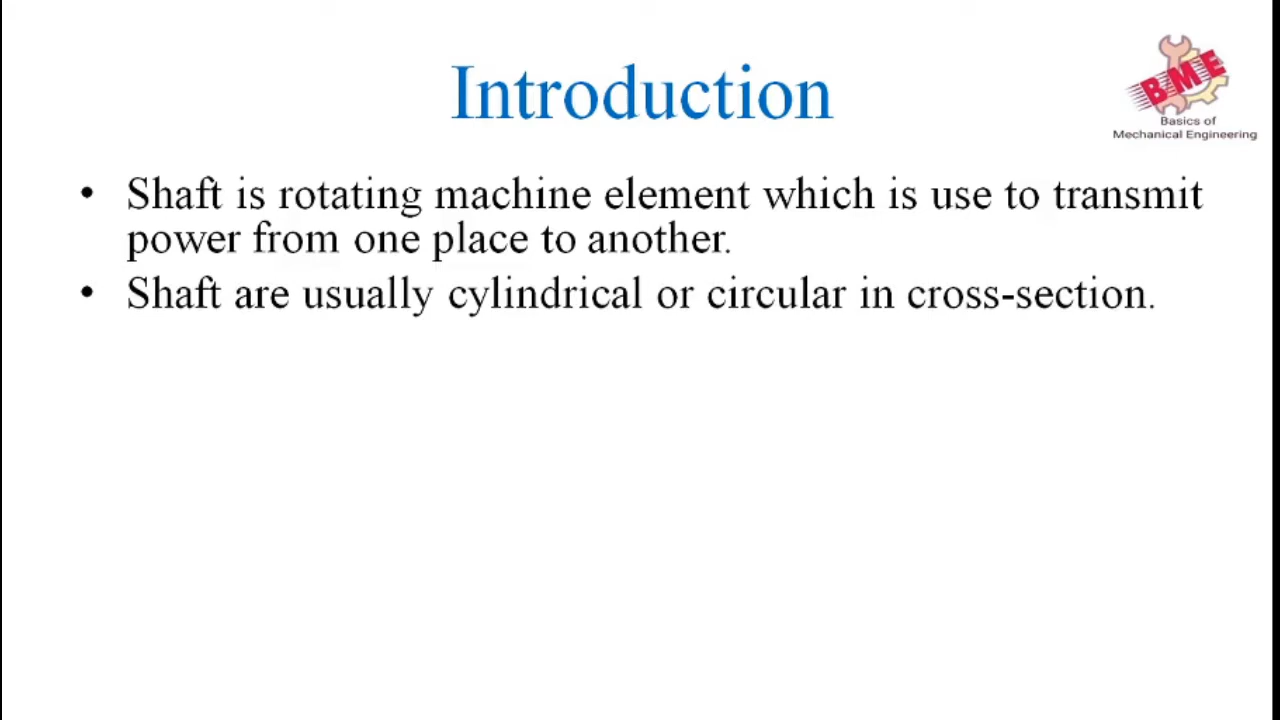 Introduction
BME
Basics of
Mechanical Engineering
• Shaft is rotating machine element which is use to transmit
power from one place to another.
• Shaft are usually cylindrical or circular in cross-section.